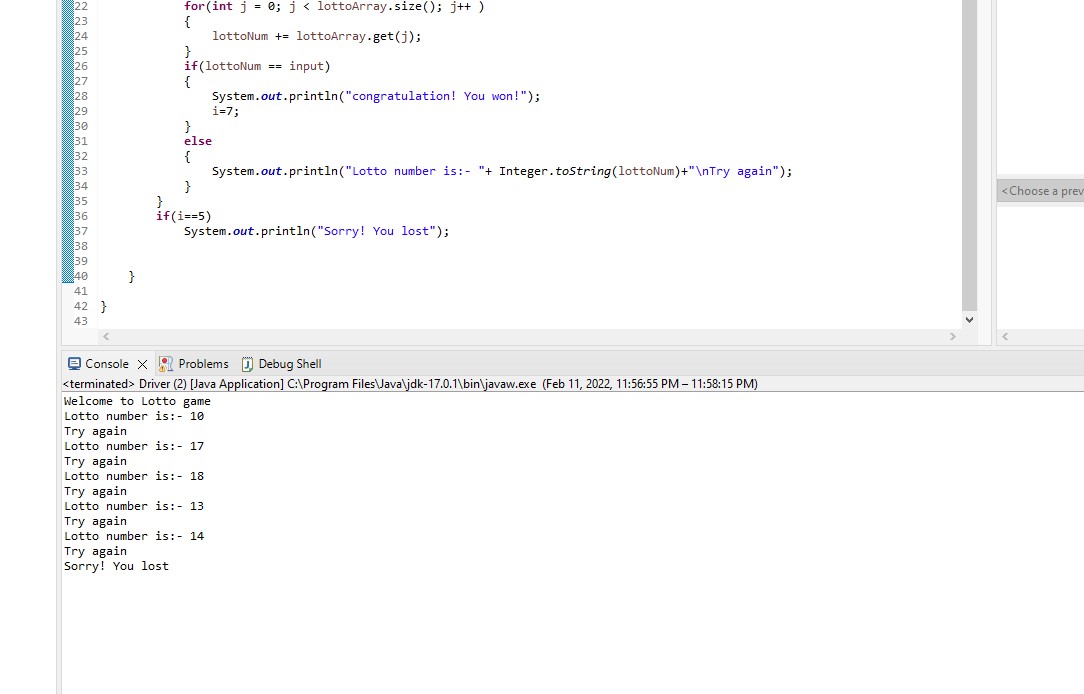 22 for(int j = 0; j < lottoArray.size(); j++ )
23 {
24 lottoNum += lottoArray.get(j);
25 }
26 if(lottoNum == input)
27 {
28 System.out.println("congratulation! You won!");
29 i=7;
30 }
31 else
32 {
33 System.out.println("Lotto number is:- "+ Integer.toString(lottoNum)+"\nTry again");
34 }
35 }
36 if(i==5)
37 System.out.println("Sorry! You lost");
38
39
40 }
41
42 }
43
<Choose a prev
Console Problems Debug Shell
<terminated> Driver (2) [Java Application] C:\Program Files\Java\jdk-17.0.1\bin\javaw.exe (Feb 11, 2022, 11:56:55 PM – 11:58:15 PM)
Welcome to Lotto game
Lotto number is:- 10
Try again
Lotto number is:- 17
Try again
Lotto number is:- 18
Try again
Lotto number is:- 13
Try again
Lotto number is:- 14
Try again
Sorry! You lost